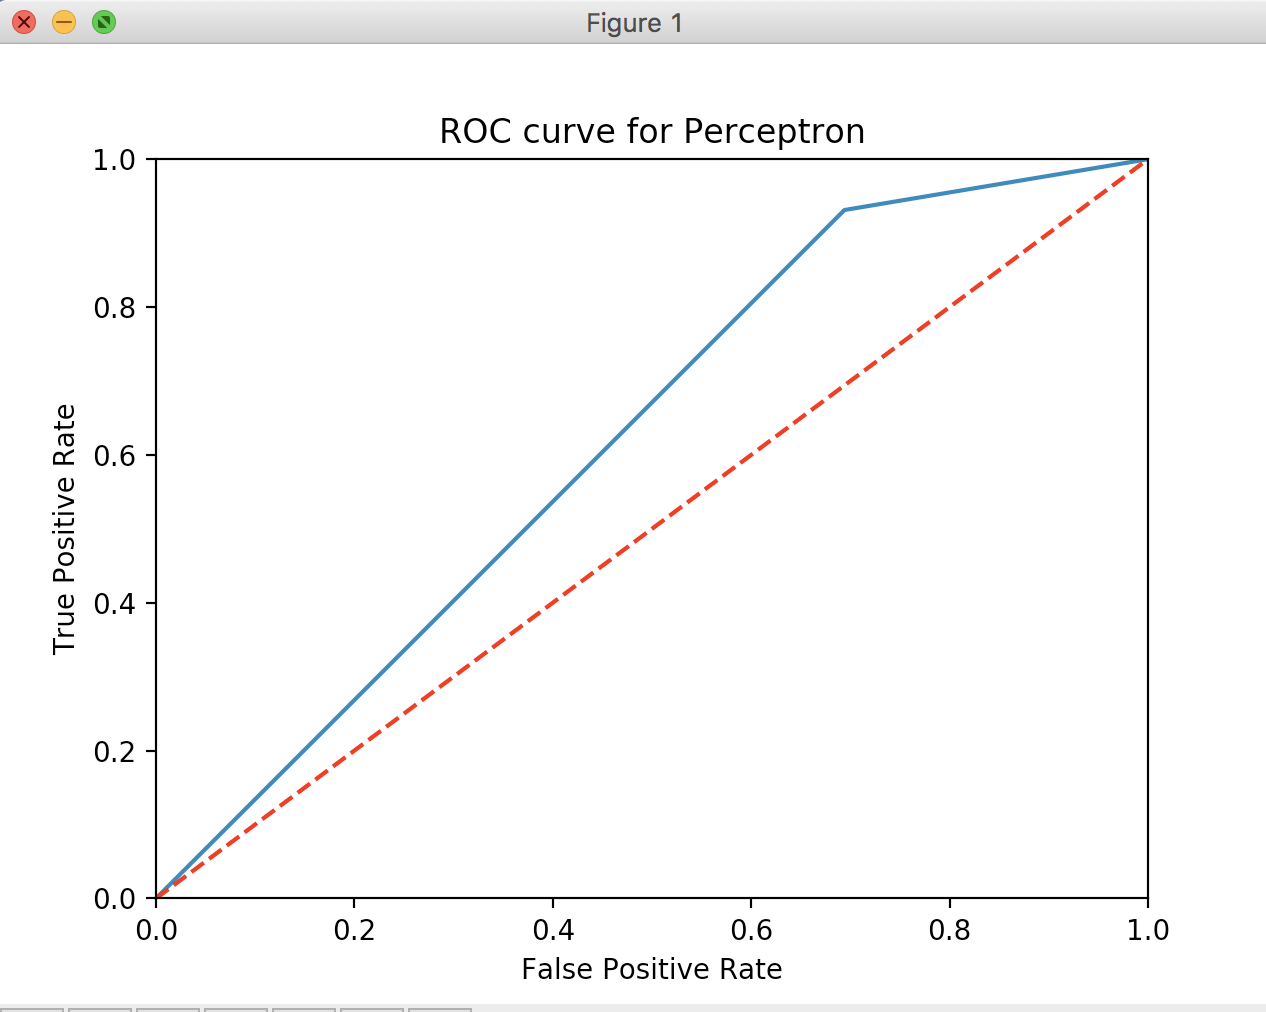 Figure 1
ROC curve for Perceptron
1.0
0.8
0.6
0.4
0.2
0.0
True Positive Rate
0.0 0.2 0.4 0.6 0.8 1.0
False Positive Rate